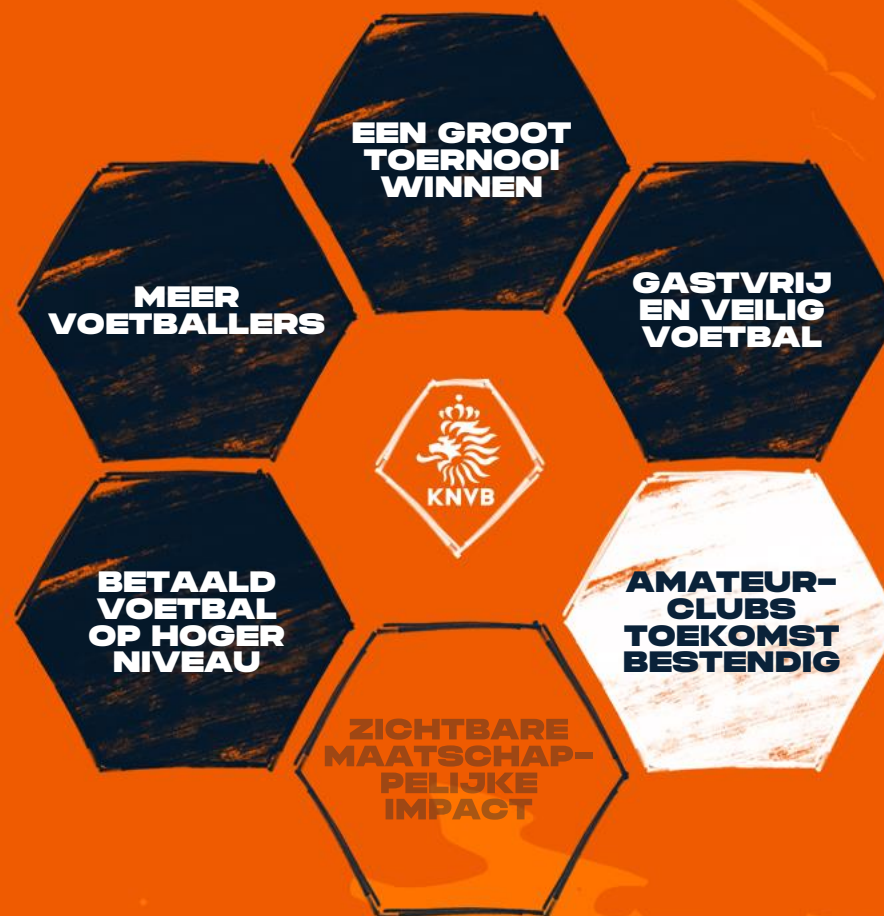 EEN GROOT
TOERNOOI
WINNEN
MEER
VOETBALLERS
GASTVRIJ
EN VEILIG
VOETBAL
KNVB
BETAALD
VOETBAL
OP HOGER
NIVEAU
AMATEUR-
CLUBS
TOEKOMST
BESTENDIG
ZICHTBARE
MAATSCHAP-
PELIJKE
IMPACT